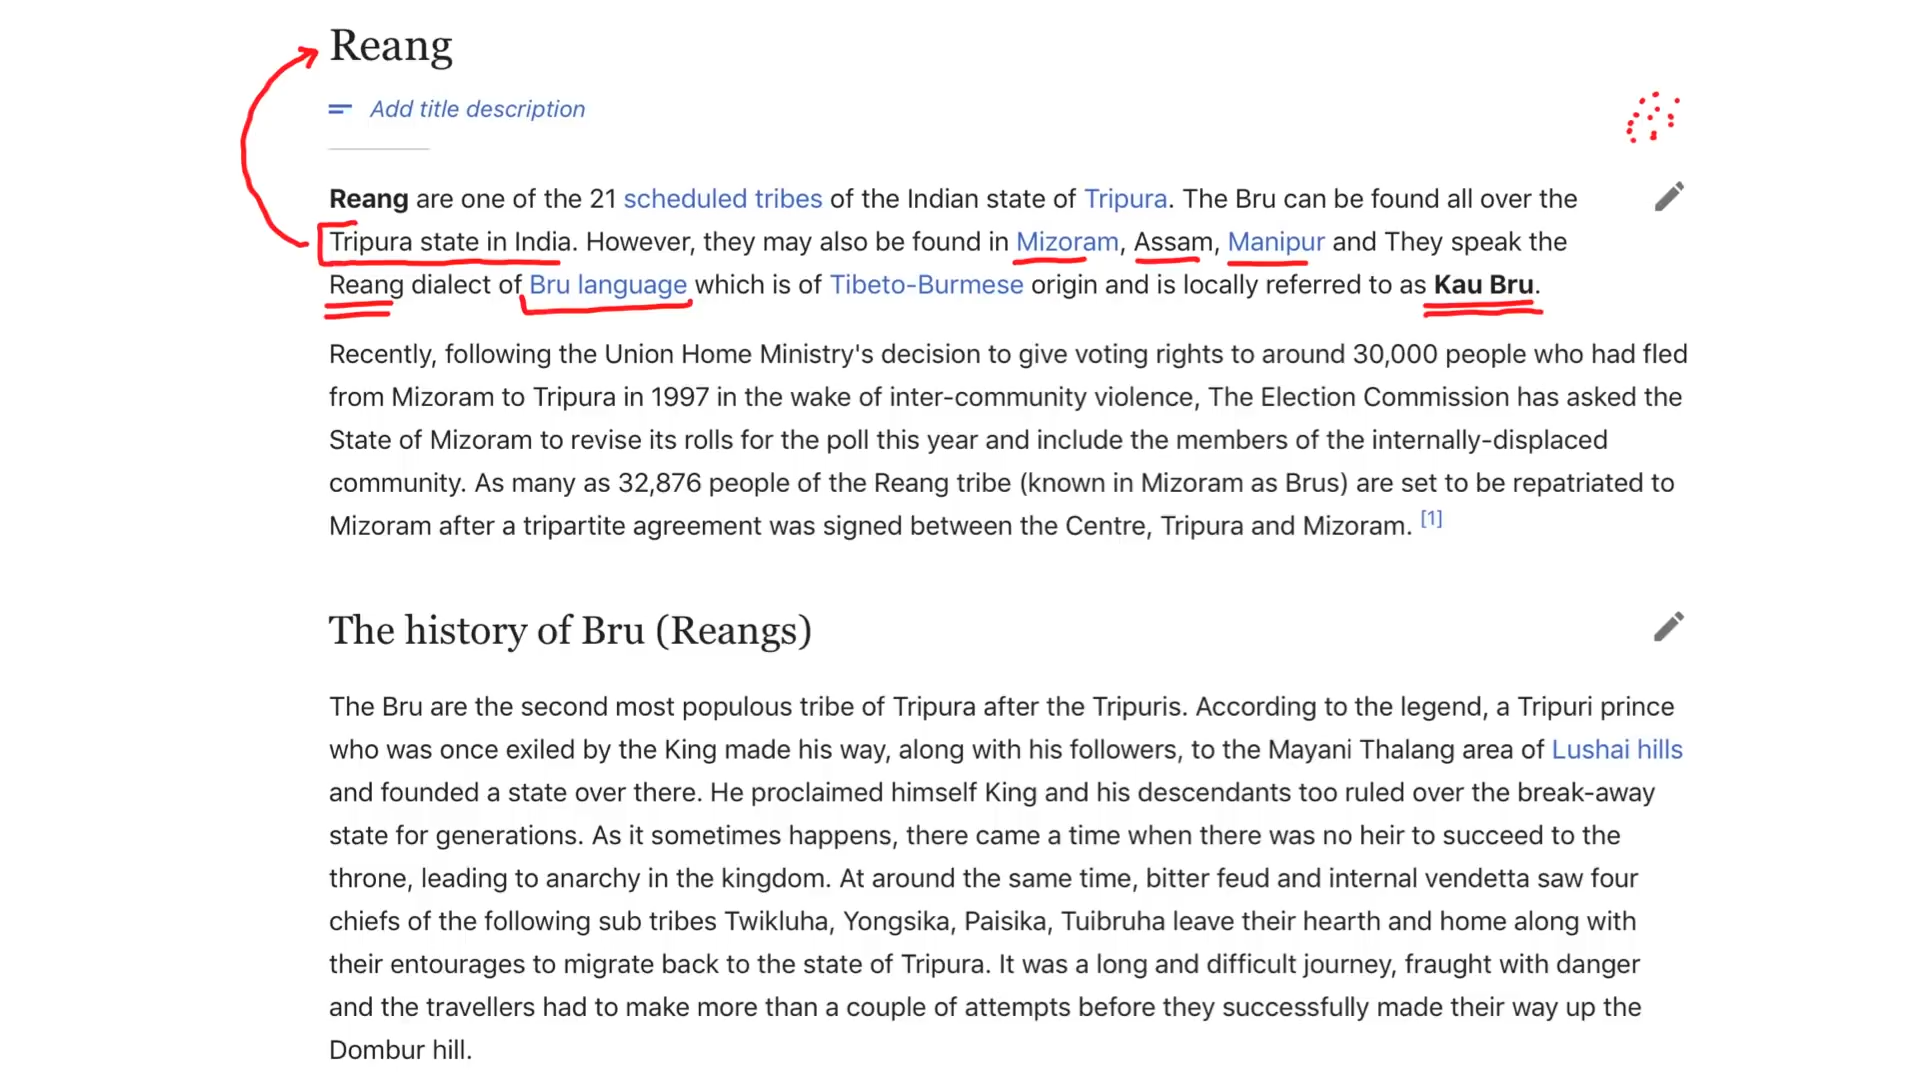 Reang
Add title description
Reang are one of the 21 scheduled tribes of the Indian state of Tripura. The Bru can be found all over the
Tripura state in India. However, they may also be found in Mizoram, Assam, Manipur and They speak the
Reang dialect of Bru language which is of Tibeto-Burmese origin and is locally referred to as Kau Bru.
Recently, following the Union Home Ministry's decision to give voting rights to around 30,000 people who had fled
from Mizoram to Tripura in 1997 in the wake of inter-community violence, The Election Commission has asked the
State of Mizoram to revise its rolls for the poll this year and include the members of the internally-displaced
community. As many as 32,876 people of the Reang tribe (known in Mizoram as Brus) are set to be repatriated to
Mizoram after a tripartite agreement was signed between the Centre, Tripura and Mizoram. [1]
The history of Bru (Reangs)
The Bru are the second most populous tribe of Tripura after the Tripuris. According to the legend, a Tripuri prince
who was once exiled by the King made his way, along with his followers, to the Mayani Thalang area of Lushai hills
and founded a state over there. He proclaimed himself King and his descendants too ruled over the break-away
state for generations. As it sometimes happens, there came a time when there was no heir to succeed to the
throne, leading to anarchy in the kingdom. At around the same time, bitter feud and internal vendetta saw four
chiefs of the following sub tribes Twikluha, Yongsika, Paisika, Tuibruha leave their hearth and home along with
their entourages to migrate back to the state of Tripura. It was a long and difficult journey, fraught with danger
and the travellers had to make more than a couple of attempts before they successfully made their way up the
Dombur hill.